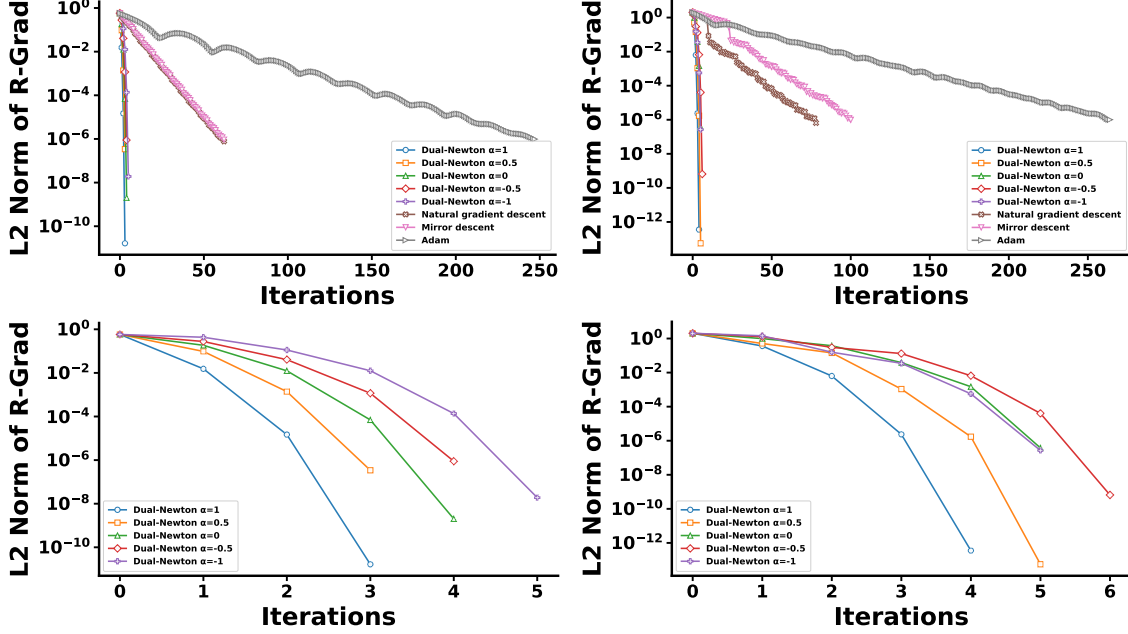 L2 Norm of R-Grad
10^0
10^-2
10^-4
10^-6
10^-8
10^-10
0 50 100 150 200 250
Iterations
Dual-Newton α=1
Dual-Newton α=0.5
Dual-Newton α=0
Dual-Newton α=-0.5
Dual-Newton α=-1
Natural gradient descent
Mirror descent
Adam
L2 Norm of R-Grad
10^0
10^-2
10^-4
10^-6
10^-8
10^-10
10^-12
0 50 100 150 200 250
Iterations
Dual-Newton α=1
Dual-Newton α=0.5
Dual-Newton α=0
Dual-Newton α=-0.5
Dual-Newton α=-1
Natural gradient descent
Mirror descent
Adam
L2 Norm of R-Grad
10^0
10^-2
10^-4
10^-6
10^-8
10^-10
Dual-Newton α=1
Dual-Newton α=0.5
Dual-Newton α=0
Dual-Newton α=-0.5
Dual-Newton α=-1
0 1 2 3 4 5
Iterations
L2 Norm of R-Grad
10^0
10^-2
10^-4
10^-6
10^-8
10^-10
10^-12
Dual-Newton α=1
Dual-Newton α=0.5
Dual-Newton α=0
Dual-Newton α=-0.5
Dual-Newton α=-1
0 1 2 3 4 5 6
Iterations